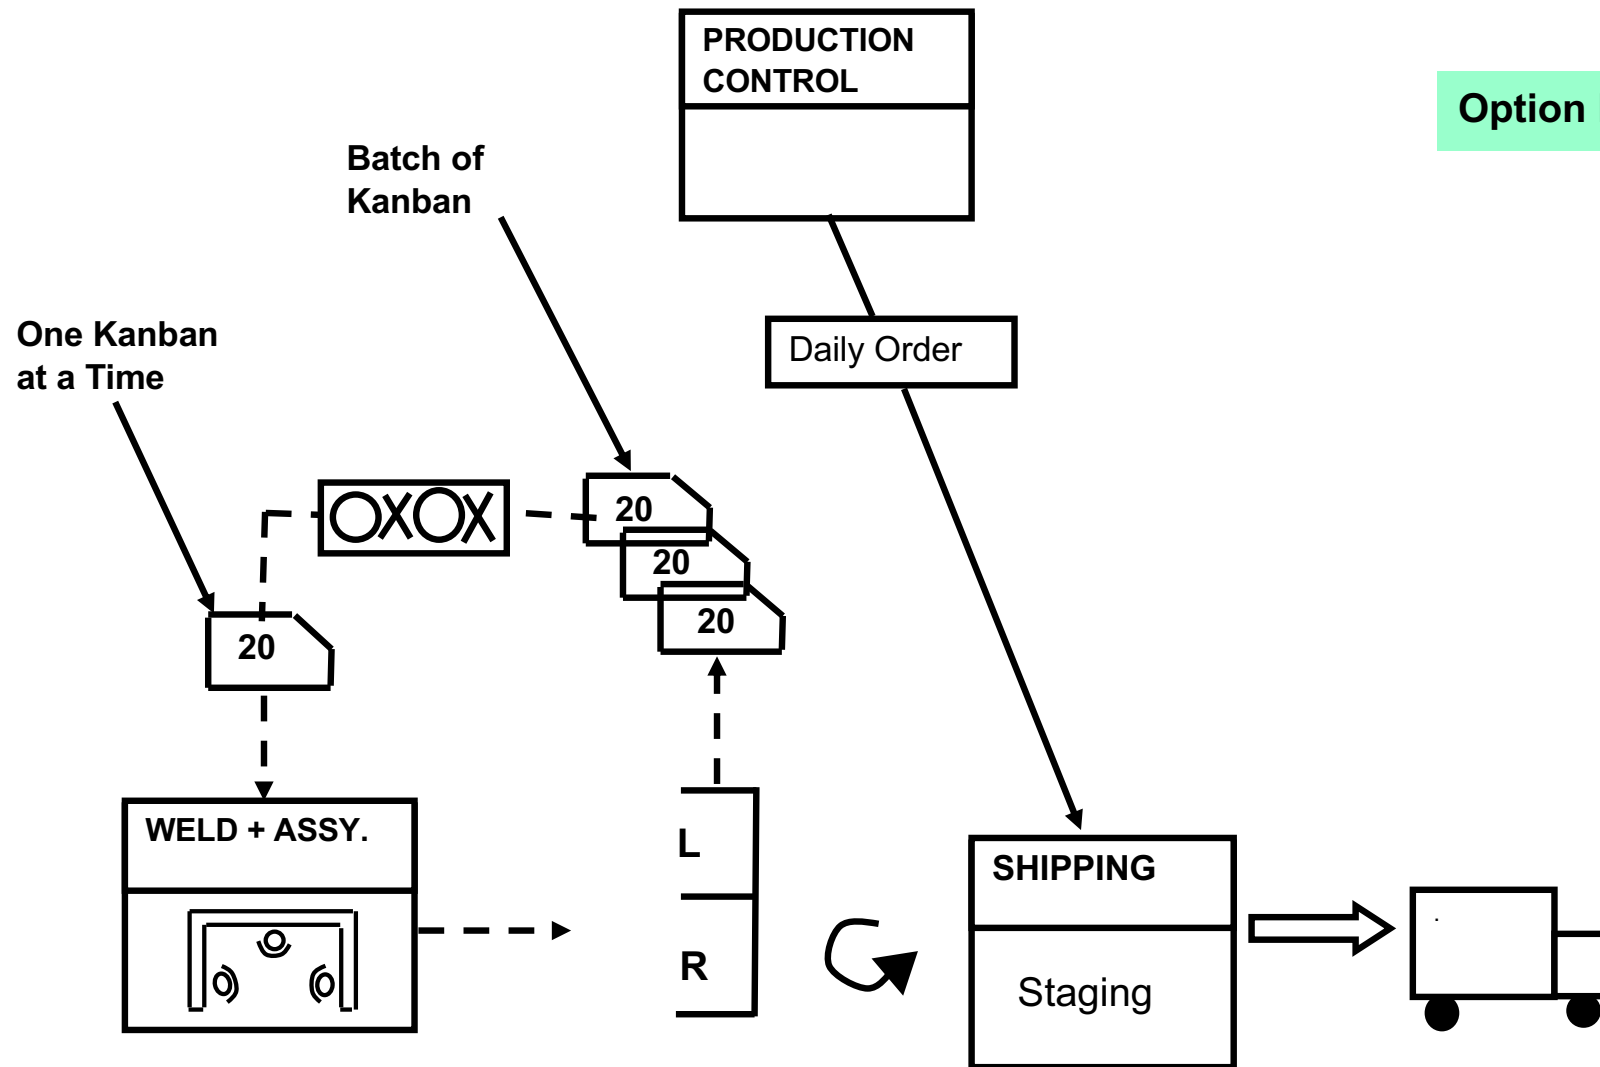 PRODUCTION
CONTROL
Option
Batch of
Kanban
One Kanban
at a Time
Daily Order
OXOX
20
20
20
20
WELD + ASSY.
L
R
SHIPPING
Staging